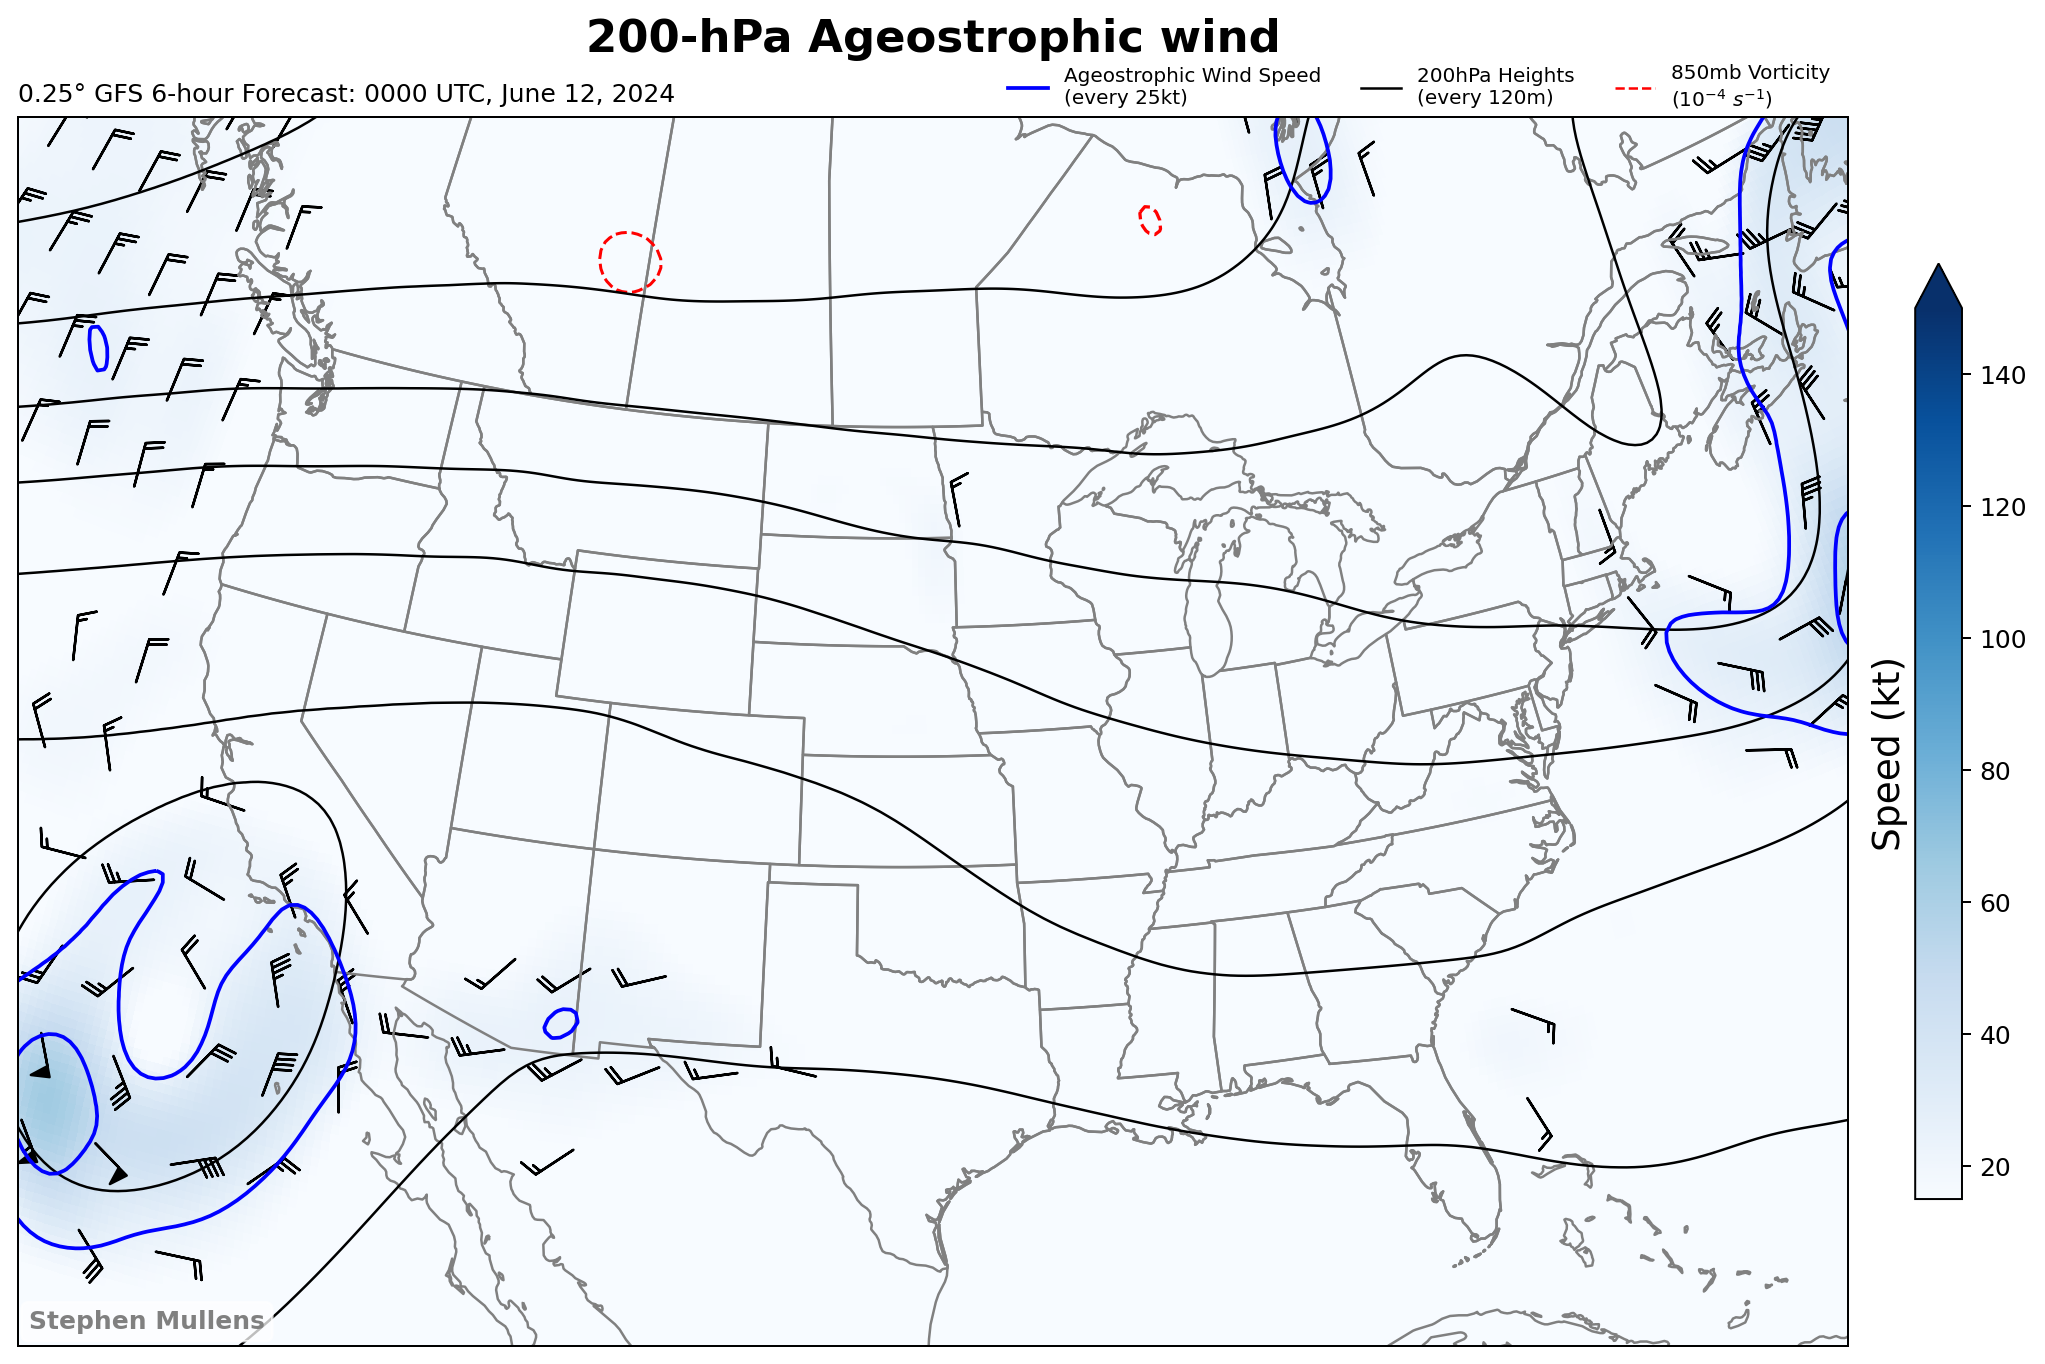 200-hPa Ageostrophic wind
0.25° GFS 6-hour Forecast: 0000 UTC, June 12, 2024
Ageostrophic Wind Speed
(every 25kt)
200hPa Heights
(every 120m)
850mb Vorticity
(10⁻⁴ s⁻¹)
140
120
100
80
60
40
20
Speed (kt)
Stephen Mullens